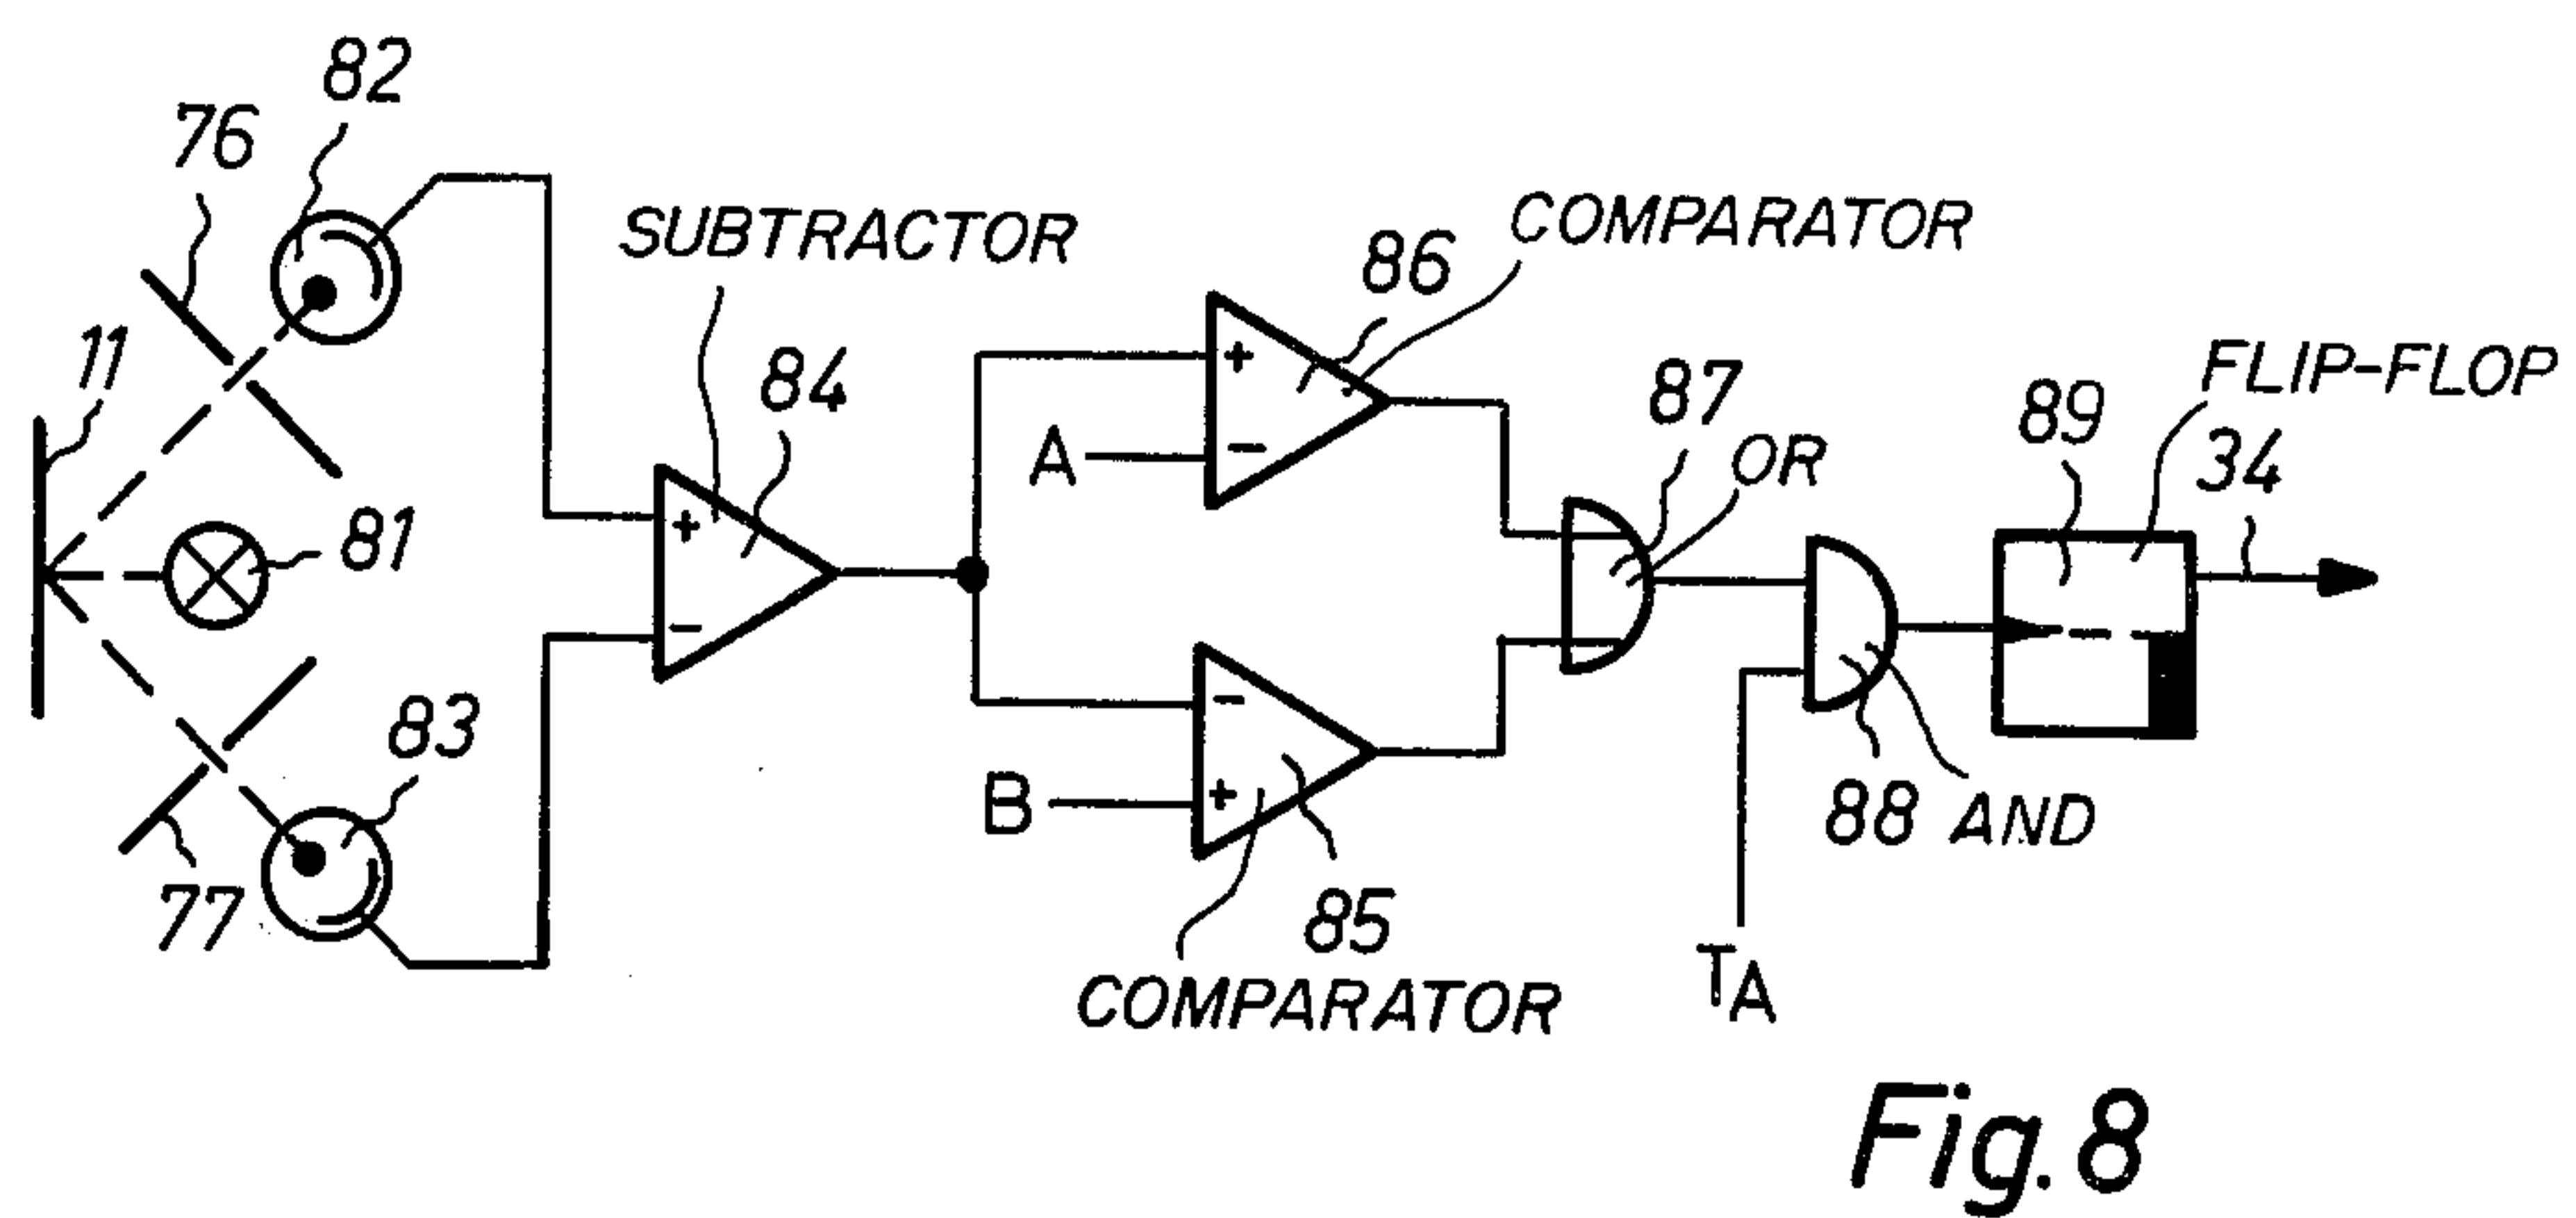 82
76
11
SUBTRACTOR
84
86
COMPARATOR
+
A
-
87
OR
FLIP-FLOP
89
34
81
+
-
-
B
+
83
77
85
COMPARATOR
88 AND
TA
Fig. 8